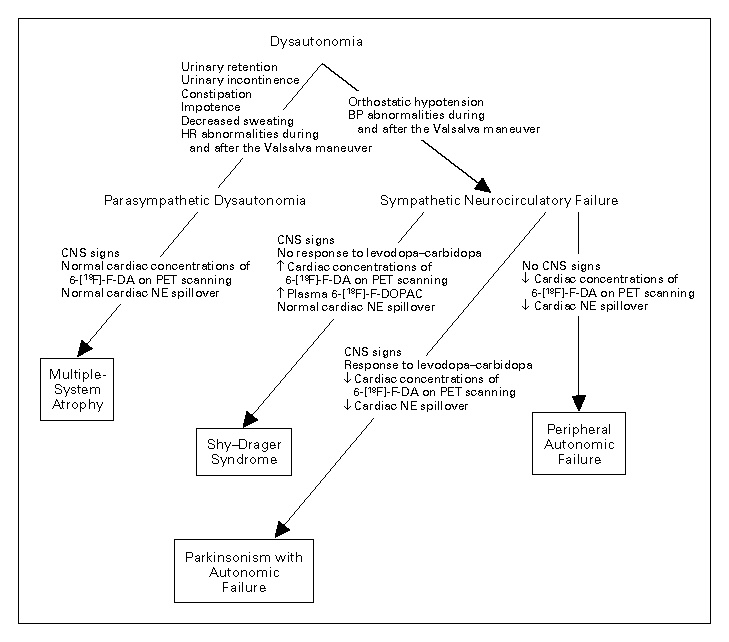 Dysautonomia
Urinary retention
Urinary incontinence
Constipation
Impotence
Decreased sweating
HR abnormalities during
and after the Valsalva maneuver
Orthostatic hypotension
BP abnormalities during
and after the Valsalva maneuver
Parasympathetic Dysautonomia
Sympathetic Neurocirculatory Failure
CNS signs
Normal cardiac concentrations of
6-[¹⁸F]-F-DA on PET scanning
Normal cardiac NE spillover
CNS signs
No response to levodopa–carbidopa
↑ Cardiac concentrations of
6-[¹⁸F]-F-DA on PET scanning
↑ Plasma 6-[¹⁸F]-F-DOPAC
Normal cardiac NE spillover
No CNS signs
↓ Cardiac concentrations of
6-[¹⁸F]-F-DA on PET scanning
↓ Cardiac NE spillover
CNS signs
Response to levodopa–carbidopa
↓ Cardiac concentrations of
6-[¹⁸F]-F-DA on PET scanning
↓ Cardiac NE spillover
Multiple-
System
Atrophy
Shy–Drager
Syndrome
Peripheral
Autonomic
Failure
Parkinsonism with
Autonomic
Failure